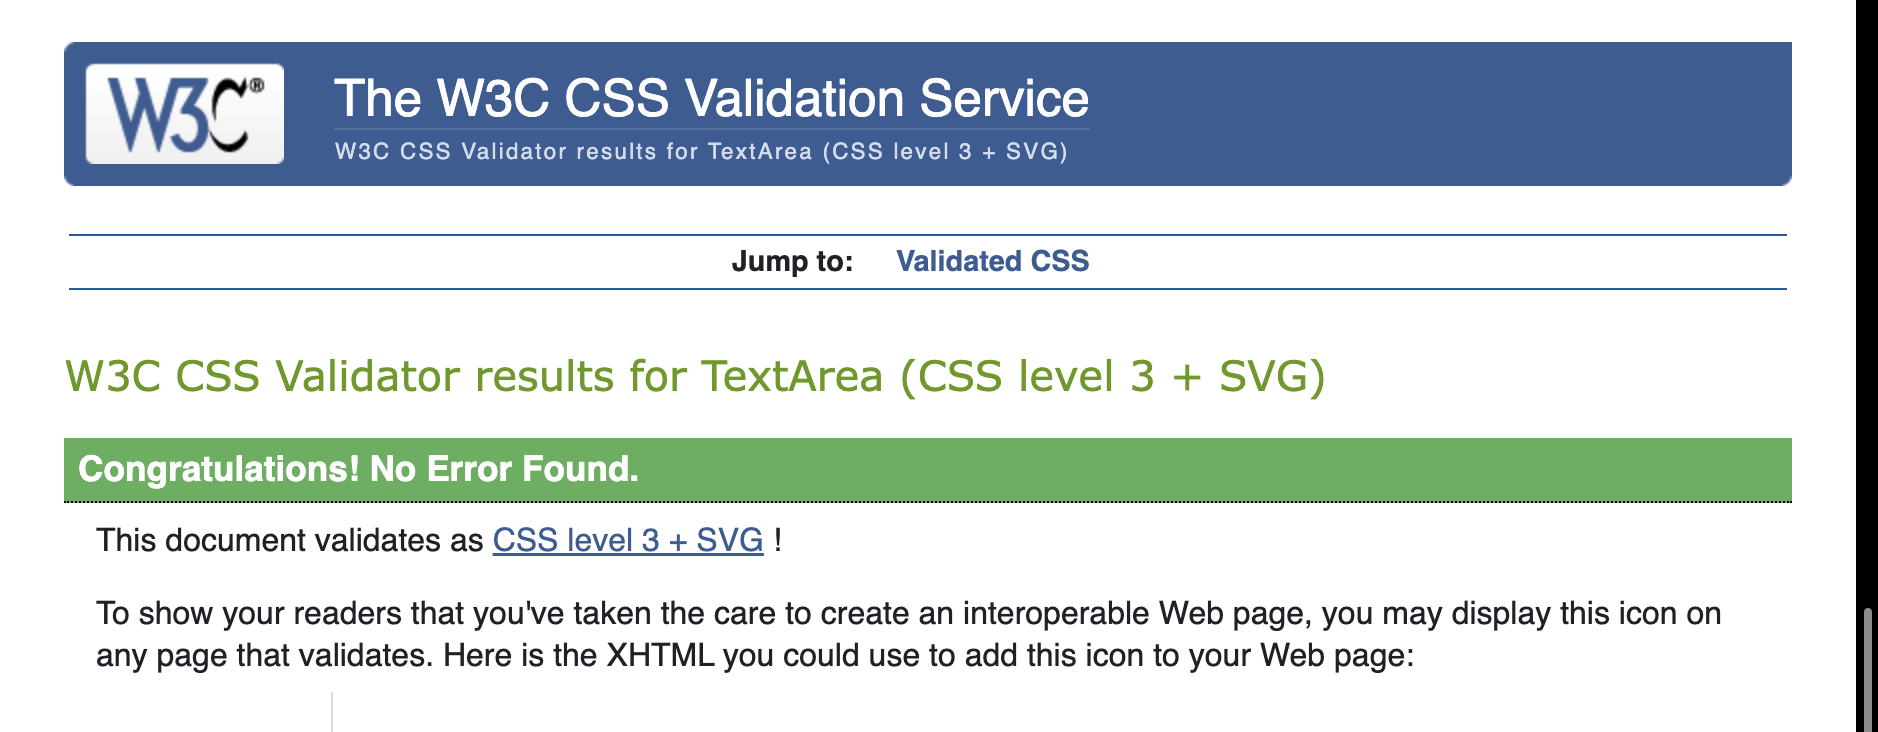 W3C®
The W3C CSS Validation Service
W3C CSS Validator results for TextArea (CSS level 3 + SVG)
Jump to: Validated CSS
W3C CSS Validator results for TextArea (CSS level 3 + SVG)
Congratulations! No Error Found.
This document validates as CSS level 3 + SVG !
To show your readers that you've taken the care to create an interoperable Web page, you may display this icon on
any page that validates. Here is the XHTML you could use to add this icon to your Web page: